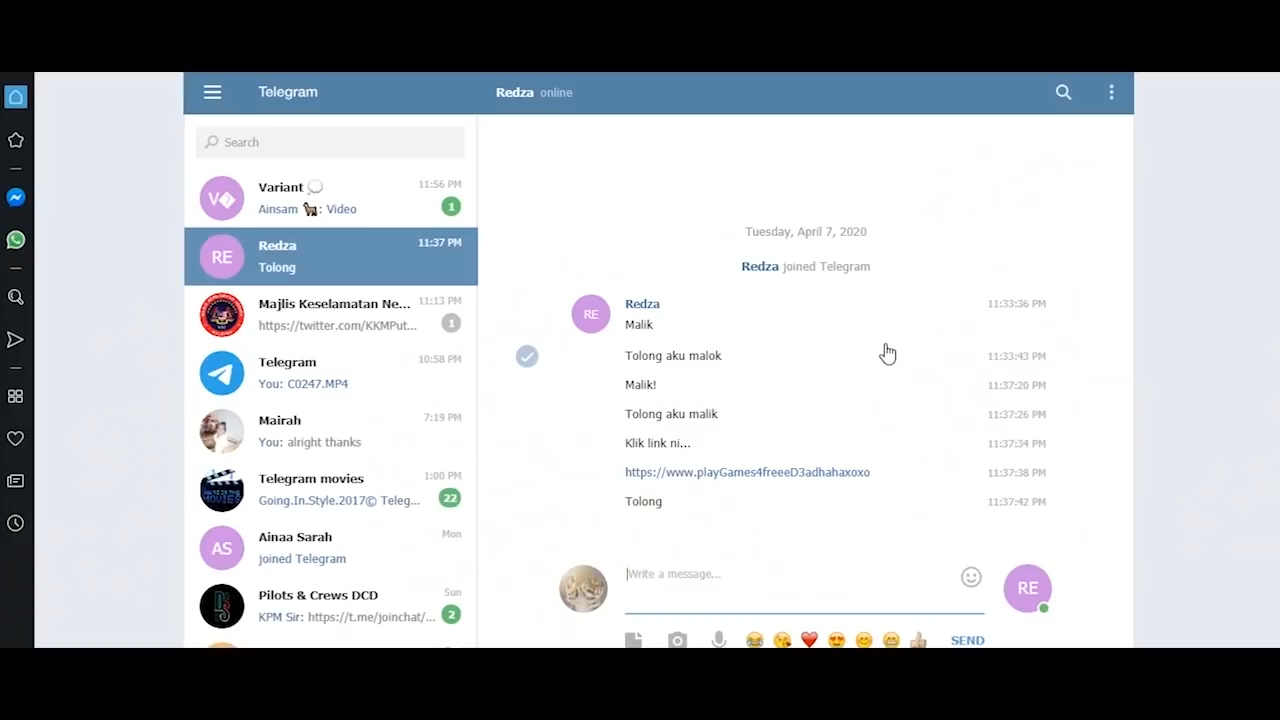 Telegram
Redza online
Search
Variant
11:56 PM
Ainsam : Video
1
RE
Redza
11:37 PM
Tolong
Majlis Keselamatan Ne...
11:13 PM
https://twitter.com/KKMPut...
1
Telegram
10:58 PM
You: C0247.MP4
Mairah
7:19 PM
You: alright thanks
Telegram movies
1:00 PM
Going.In.Style.2017© Teleg...
22
AS
Ainaa Sarah
Mon
joined Telegram
Pilots & Crews DCD
Sun
KPM Sir: https://t.me/joinchat/...
2
Tuesday, April 7, 2020
Redza joined Telegram
RE
Redza
11:33:36 PM
Malik
Tolong aku malok
11:33:43 PM
Malik!
11:37:20 PM
Tolong aku malik
11:37:26 PM
Klik link ni...
11:37:34 PM
https://www.playGames4freeeD3adhahaxoxo
11:37:38 PM
Tolong
11:37:42 PM
Write a message...
RE
SEND